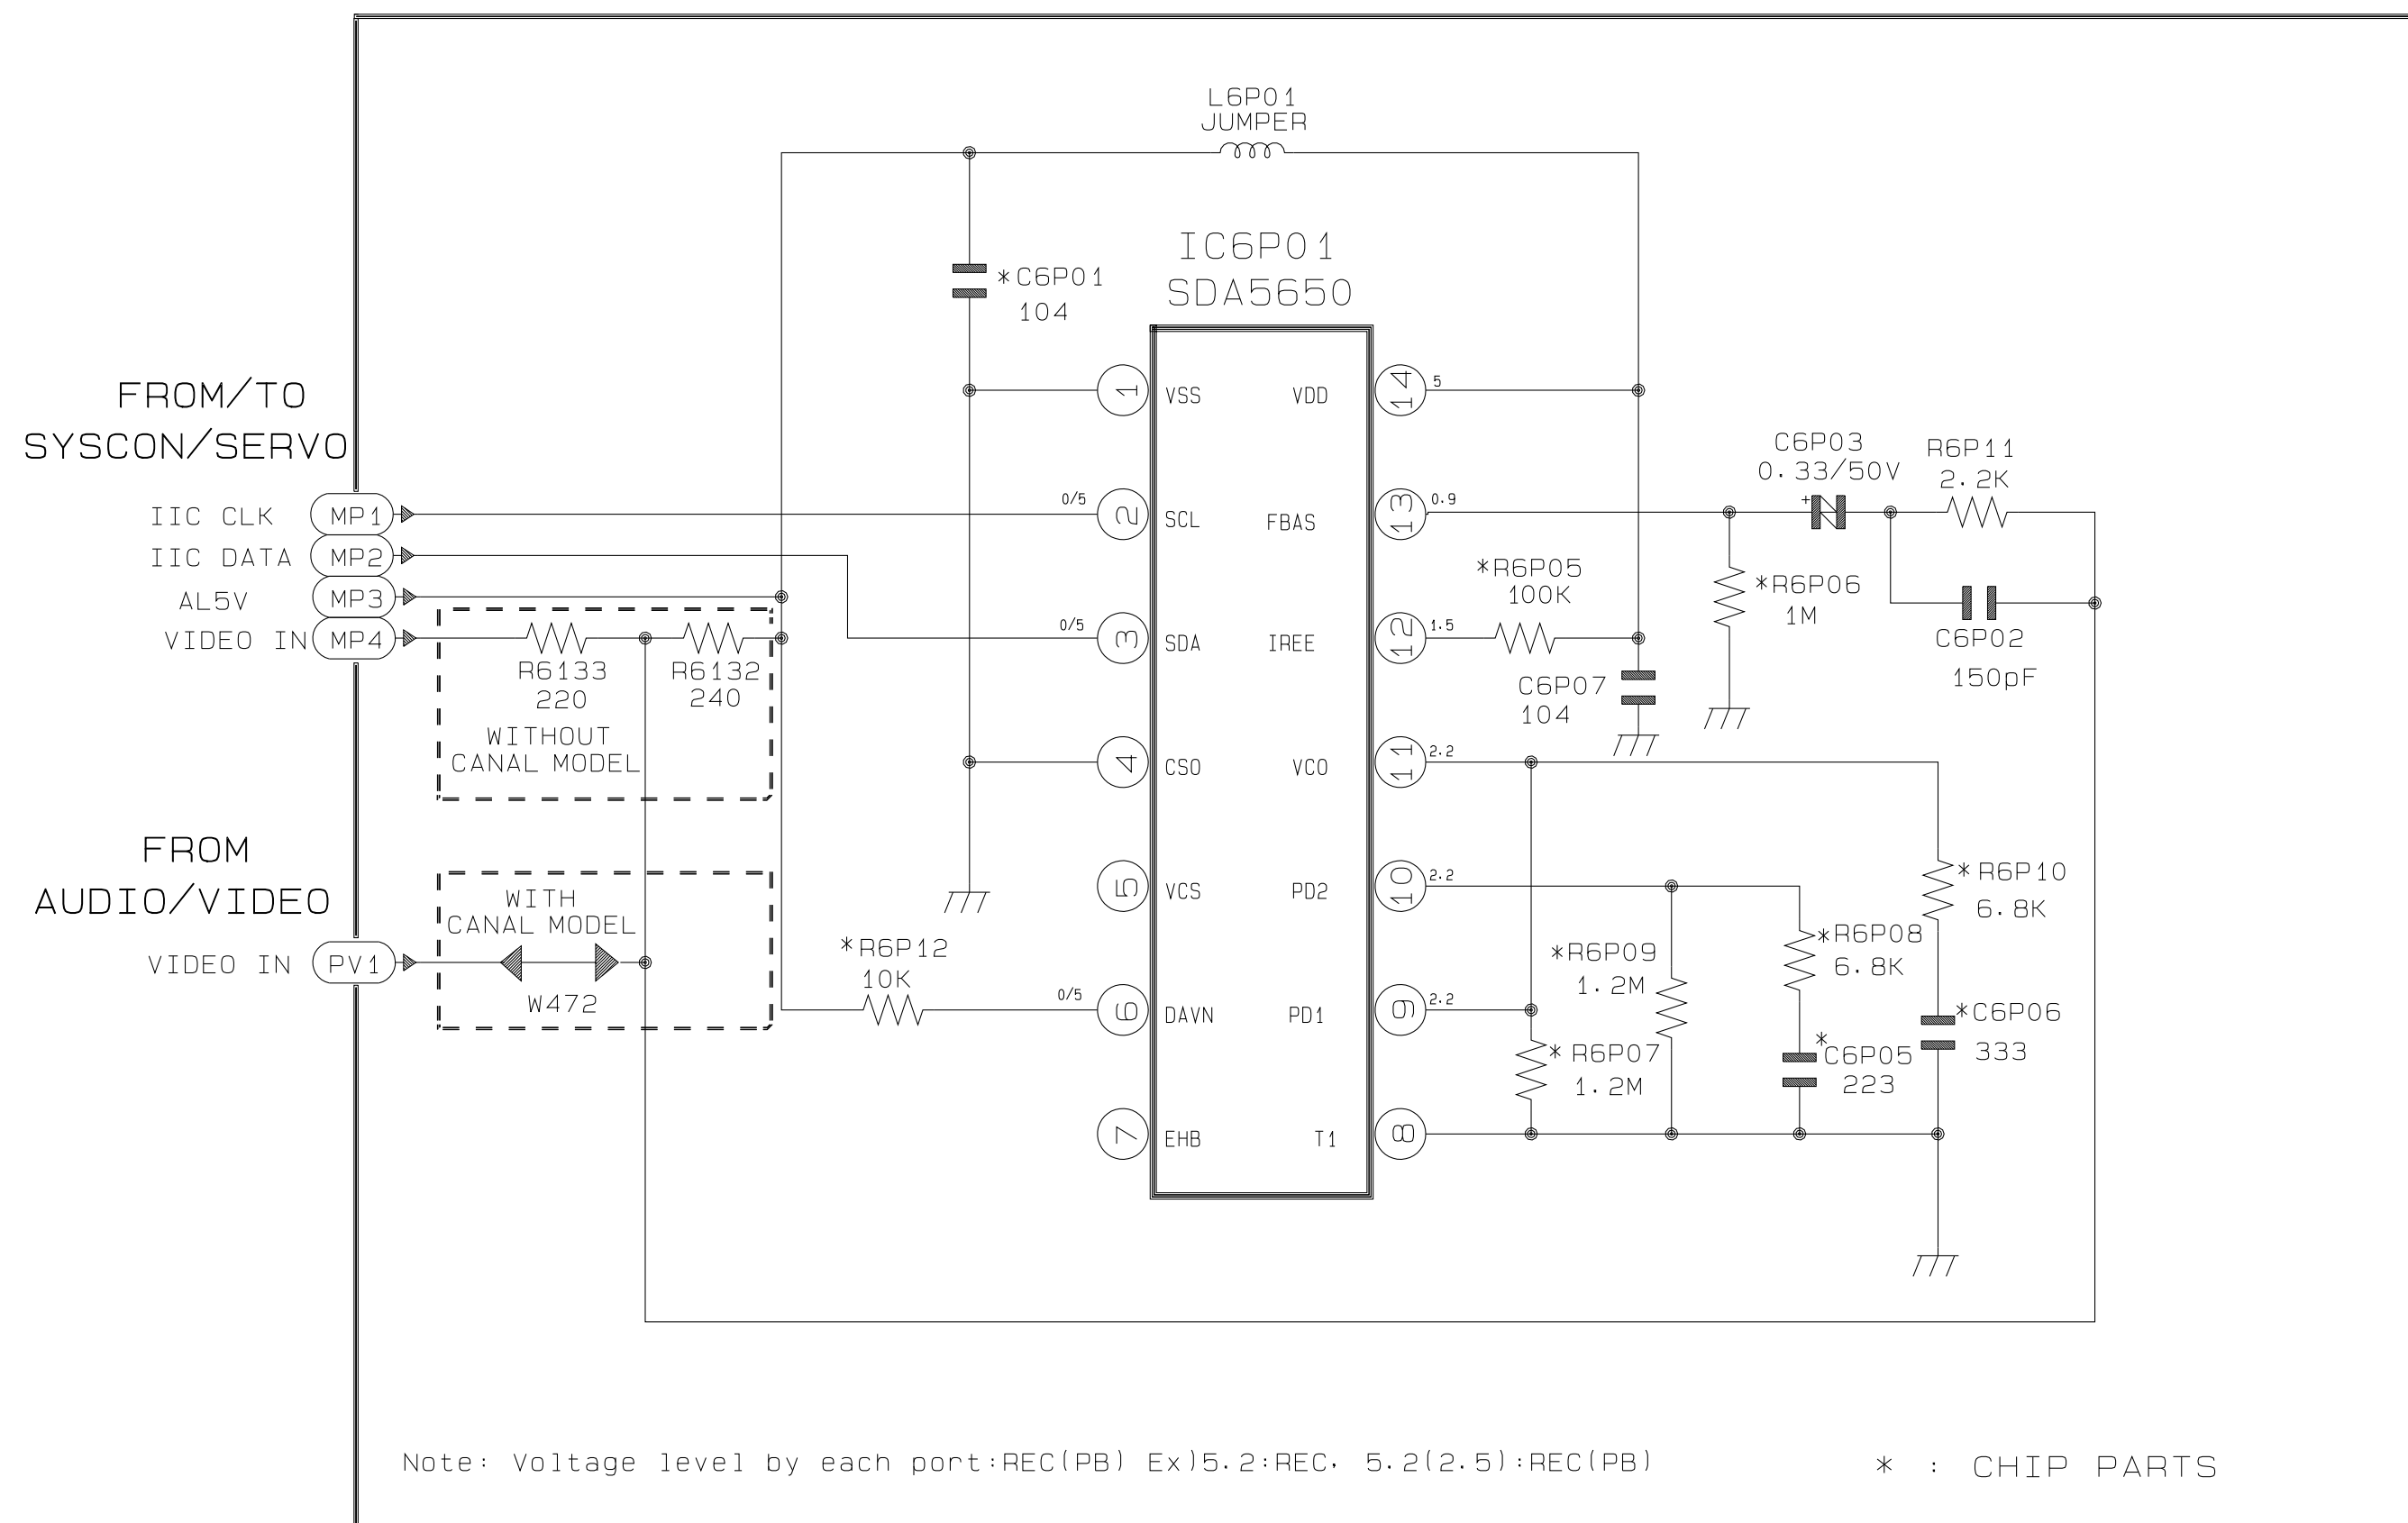 L6P01
JUMPER
IC6P01
SDA5650
*C6P01
104
FROM/TO
SYSCON/SERVO
IIC CLK
MP1
IIC DATA
MP2
AL5V
MP3
VIDEO IN
MP4
R6133
220
R6132
240
WITHOUT
CANAL MODEL
FROM
AUDIO/VIDEO
VIDEO IN
PV1
WITH
CANAL MODEL
W472
*R6P12
10K
1 VSS
0/5
2 SCL
0/5
3 SDA
4 CSO
5 VCS
0/5
6 DAVN
7 EHB
VDD 14 5
FBAS 13 0.9
IREE 12 1.5
VCO 11 2.2
PD2 10 2.2
PD1 9 2.2
T1 8
C6P03
0.33/50V
+
R6P11
2.2K
*R6P05
100K
*R6P06
1M
C6P02
150pF
C6P07
104
*R6P10
6.8K
*R6P08
6.8K
*R6P09
1.2M
*C6P06
333
*R6P07
1.2M
*C6P05
223
Note: Voltage level by each port:REC(PB) Ex)5.2:REC, 5.2(2.5):REC(PB)
* : CHIP PARTS